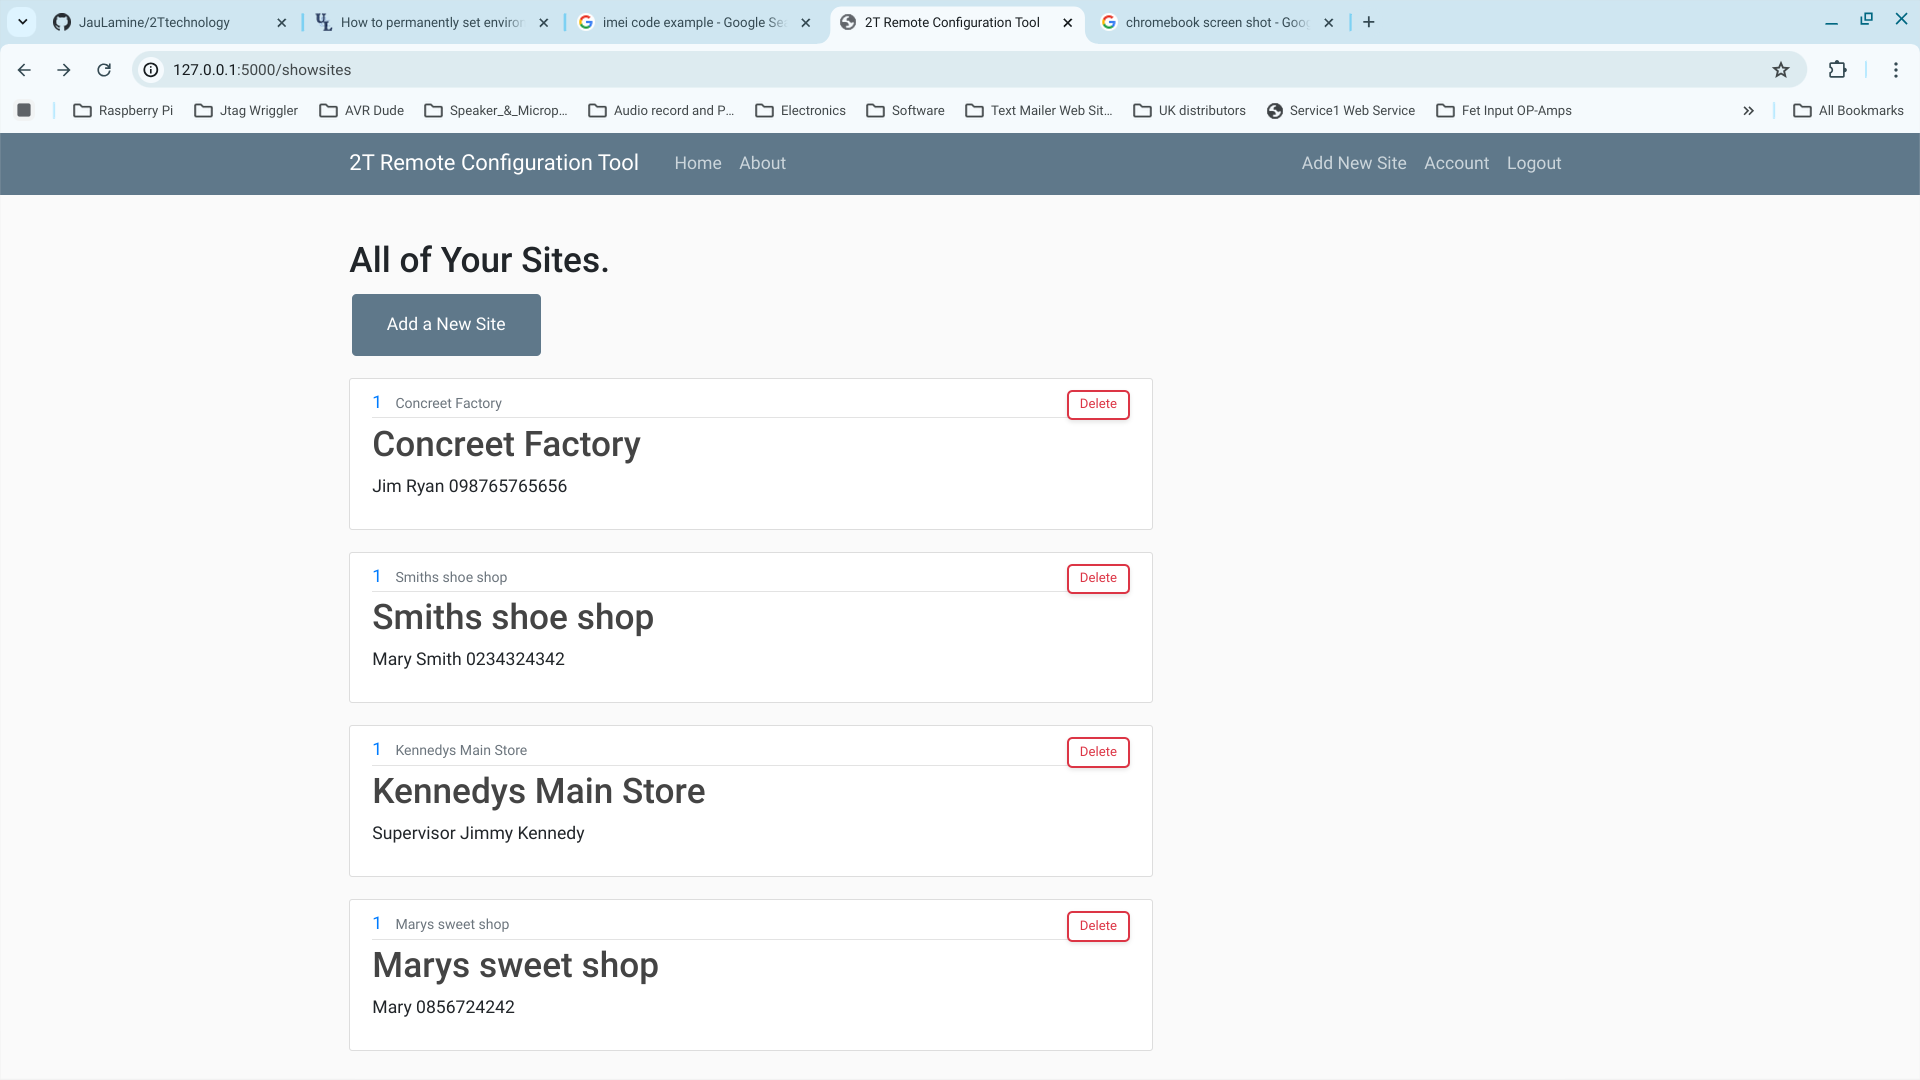 JauLamine/2Ttechnology
How to permanently set enviror
imei code example - Google Se
2T Remote Configuration Tool
chromebook screen shot - Goog
127.0.0.1:5000/showsites
Raspberry Pi
Jtag Wriggler
AVR Dude
Speaker_&_Microp...
Audio record and P...
Electronics
Software
Text Mailer Web Sit...
UK distributors
Service1 Web Service
Fet Input OP-Amps
All Bookmarks
2T Remote Configuration Tool
Home
About
Add New Site
Account
Logout
All of Your Sites.
Add a New Site
1 Concreet Factory
Delete
Concreet Factory
Jim Ryan 098765765656
1 Smiths shoe shop
Delete
Smiths shoe shop
Mary Smith 0234324342
1 Kennedys Main Store
Delete
Kennedys Main Store
Supervisor Jimmy Kennedy
1 Marys sweet shop
Delete
Marys sweet shop
Mary 0856724242